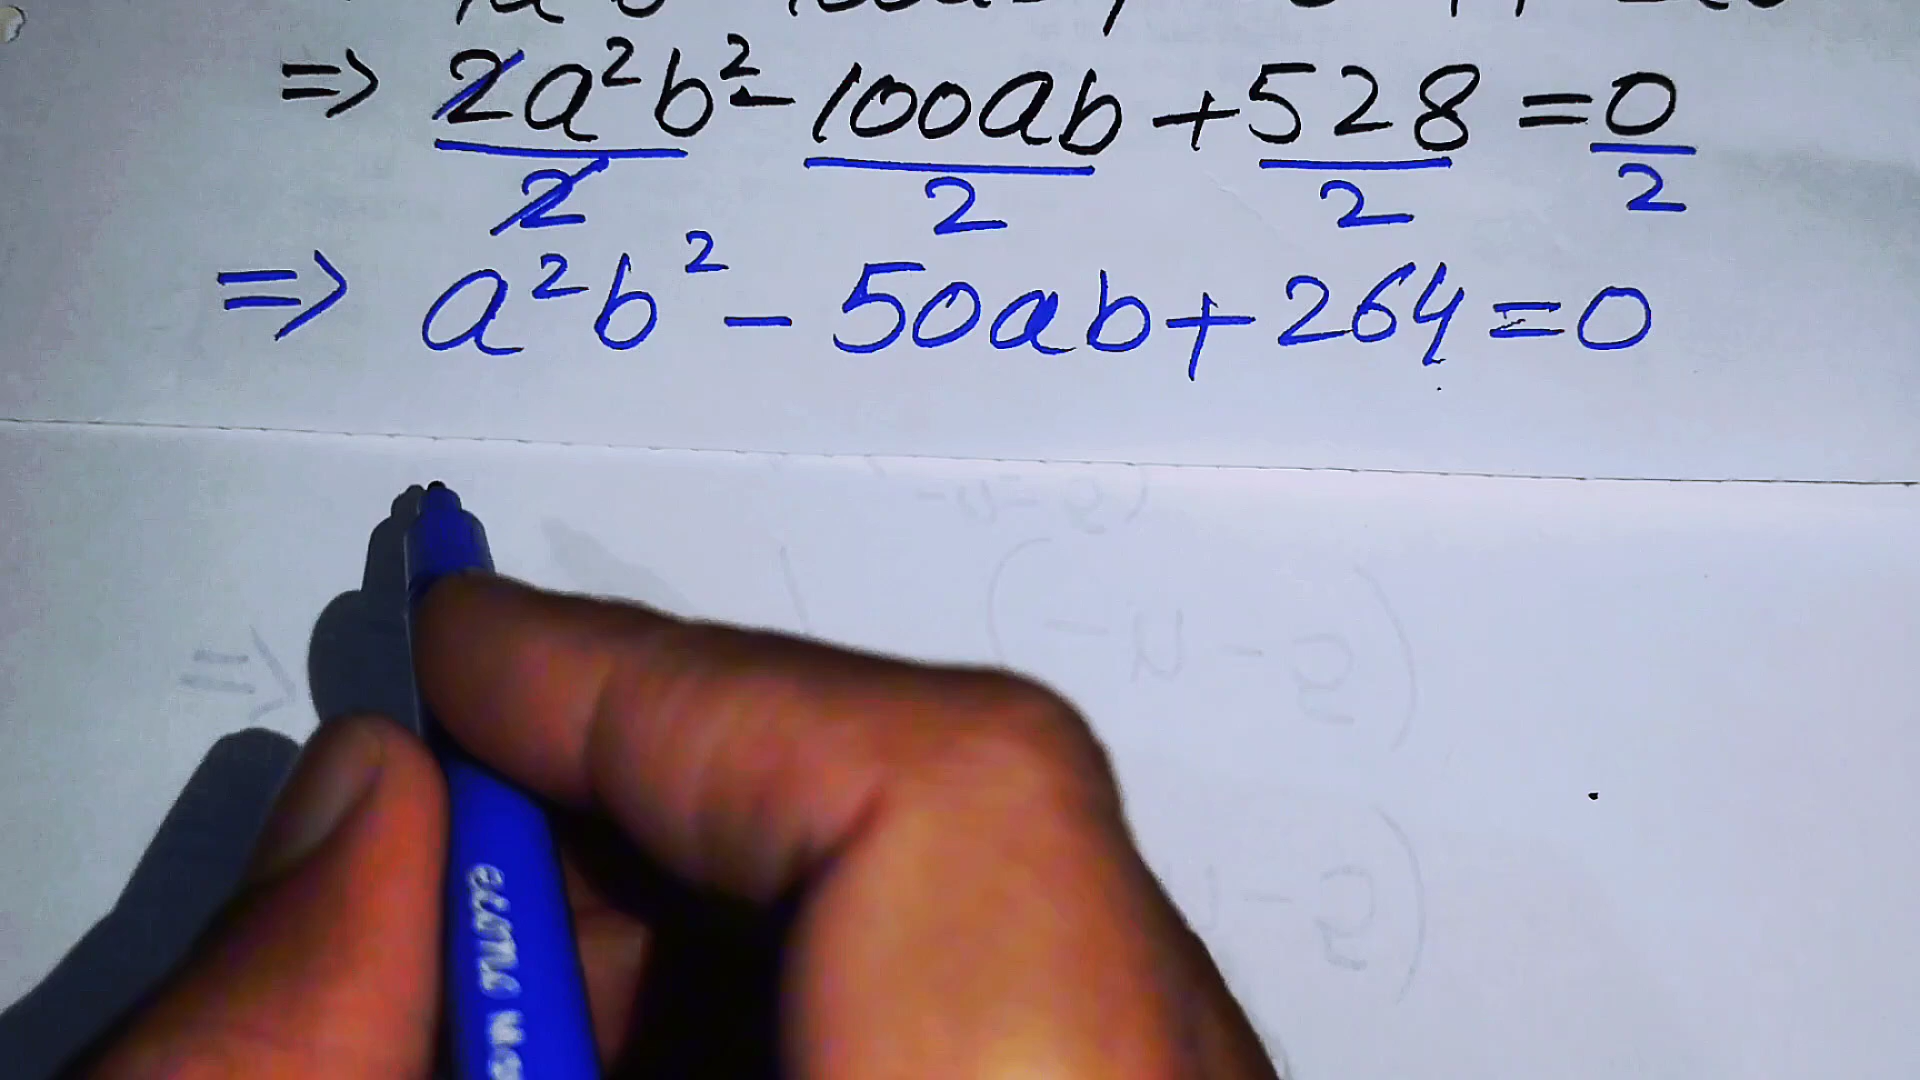 => 2a²b² - 100ab + 528 = 0
2 2 2 2
=> a²b² - 50ab + 264 = 0